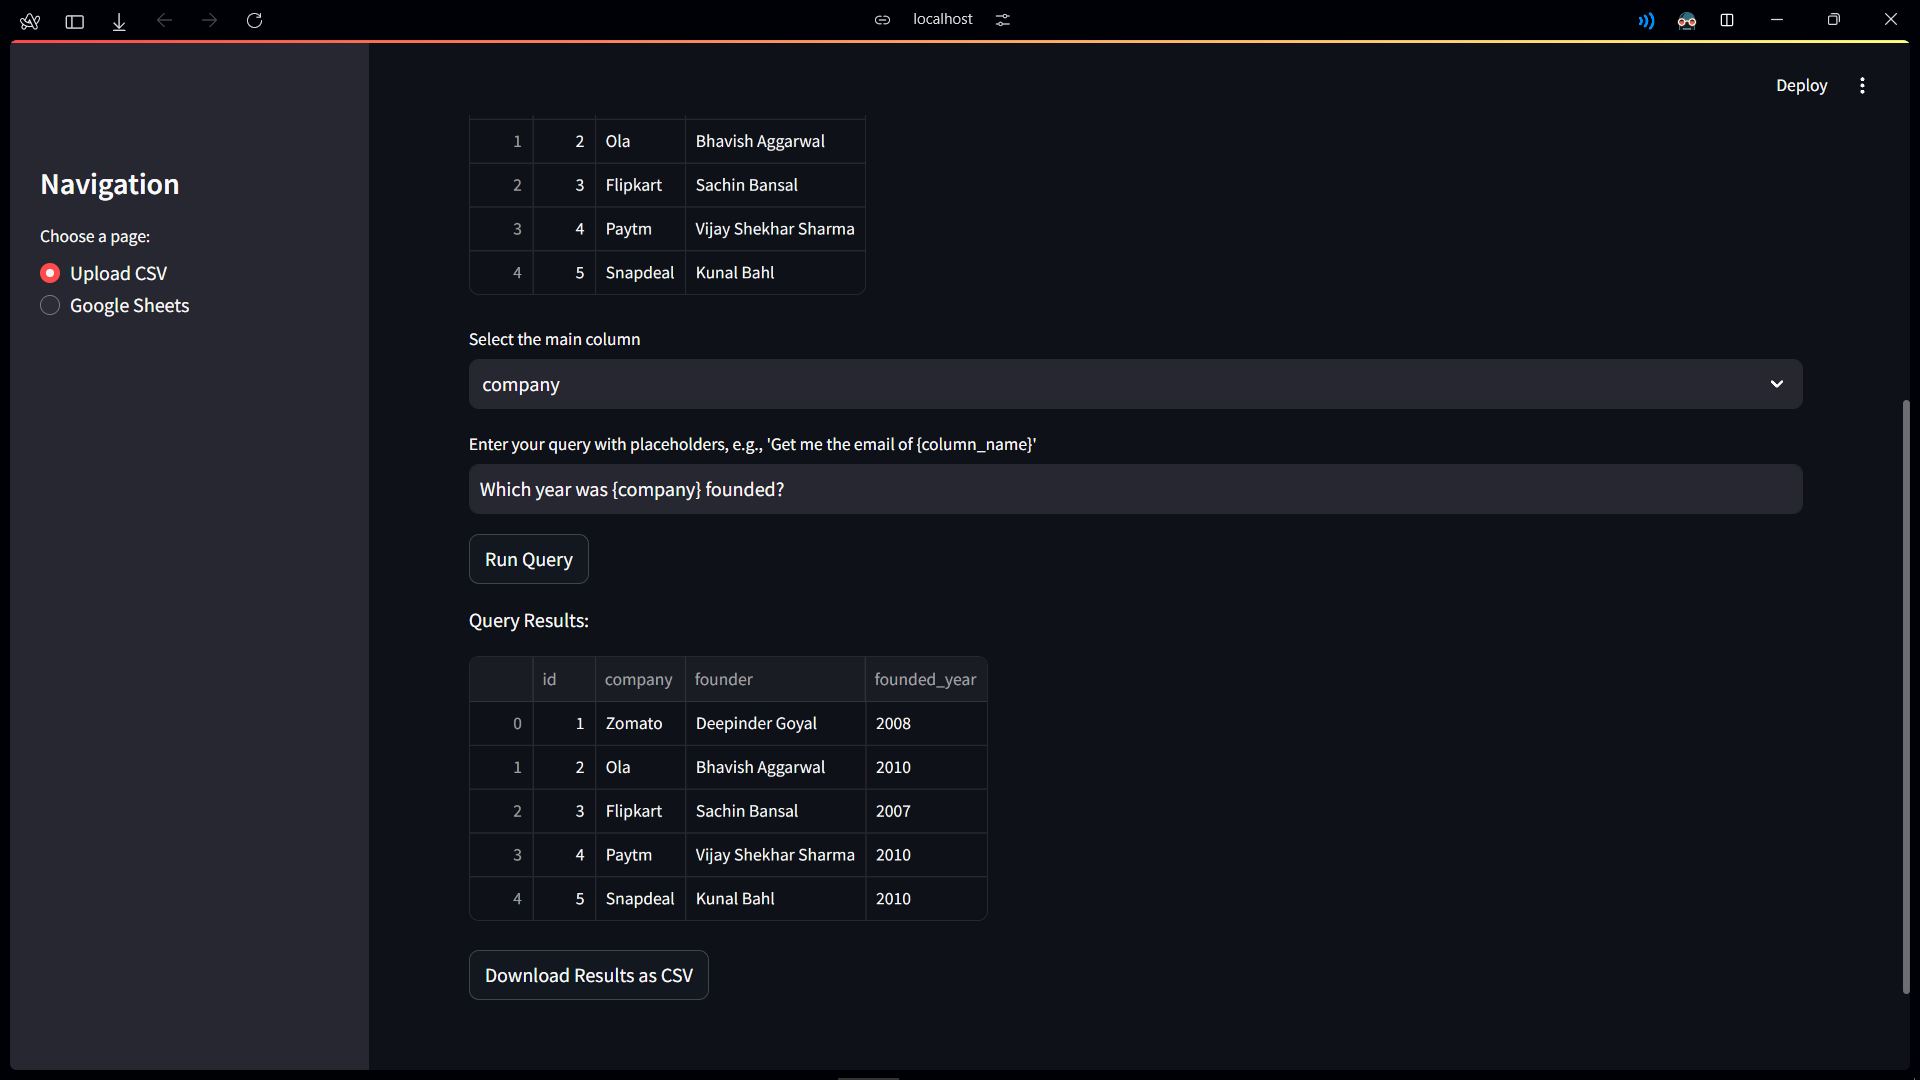 localhost
Deploy
Navigation
Choose a page:
Upload CSV
Google Sheets
1 2 Ola Bhavish Aggarwal
2 3 Flipkart Sachin Bansal
3 4 Paytm Vijay Shekhar Sharma
4 5 Snapdeal Kunal Bahl
Select the main column
company
Enter your query with placeholders, e.g., 'Get me the email of {column_name}'
Which year was {company} founded?
Run Query
Query Results:
id company founder founded_year
0 1 Zomato Deepinder Goyal 2008
1 2 Ola Bhavish Aggarwal 2010
2 3 Flipkart Sachin Bansal 2007
3 4 Paytm Vijay Shekhar Sharma 2010
4 5 Snapdeal Kunal Bahl 2010
Download Results as CSV